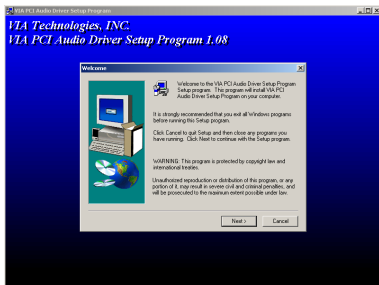 VIA PCI Audio Driver Setup Program
VIA Technologies, INC.
VIA PCI Audio Driver Setup Program 1.08
Welcome
Welcome to the VIA PCI Audio Driver Setup Program
Setup program. This program will install VIA PCI
Audio Driver Setup Program on your computer.
It is strongly recommended that you exit all Windows programs
before running this Setup program.
Click Cancel to quit Setup and then close any programs you
have running. Click Next to continue with the Setup program.
WARNING: This program is protected by copyright law and
international treaties.
Unauthorized reproduction or distribution of this program, or any
portion of it, may result in severe civil and criminal penalties, and
will be prosecuted to the maximum extent possible under law.
Next >
Cancel